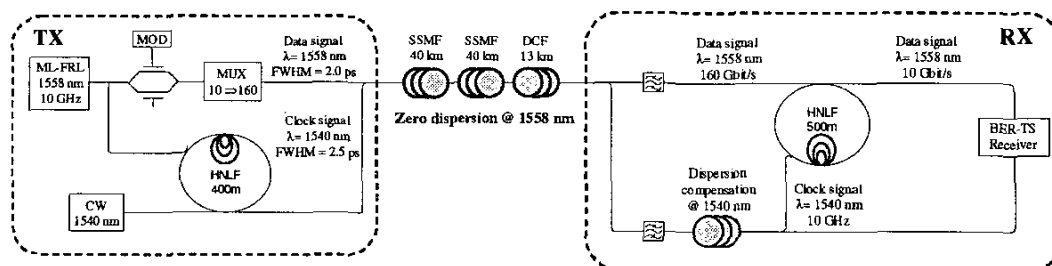 TX
MOD
ML-FRL
1558 nm
10 GHz
MUX
10⇒160
Data signal
λ= 1558 nm
FWHM = 2.0 ps
Clock signal
λ= 1540 nm
FWHM = 2.5 ps
HNLF
400m
CW
1540 nm
SSMF
40 km
SSMF
40 km
DCF
13 km
Zero dispersion @ 1558 nm
RX
Data signal
λ= 1558 nm
160 Gbit/s
Data signal
λ= 1558 nm
10 Gbit/s
HNLF
500m
BER-TS
Receiver
Dispersion
compensation
@ 1540 nm
Clock signal
λ= 1540 nm
10 GHz